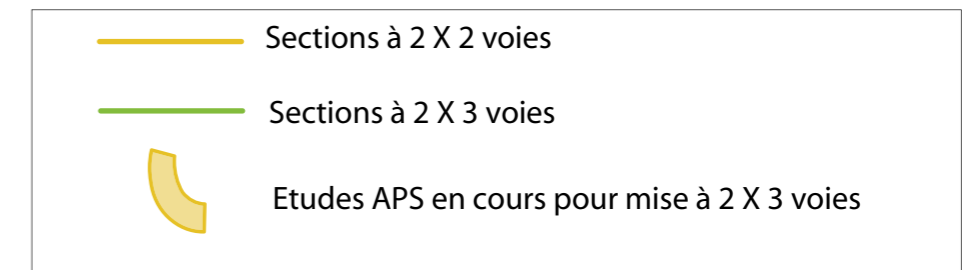 Sections à 2 X 2 voies
Sections à 2 X 3 voies
Etudes APS en cours pour mise à 2 X 3 voies